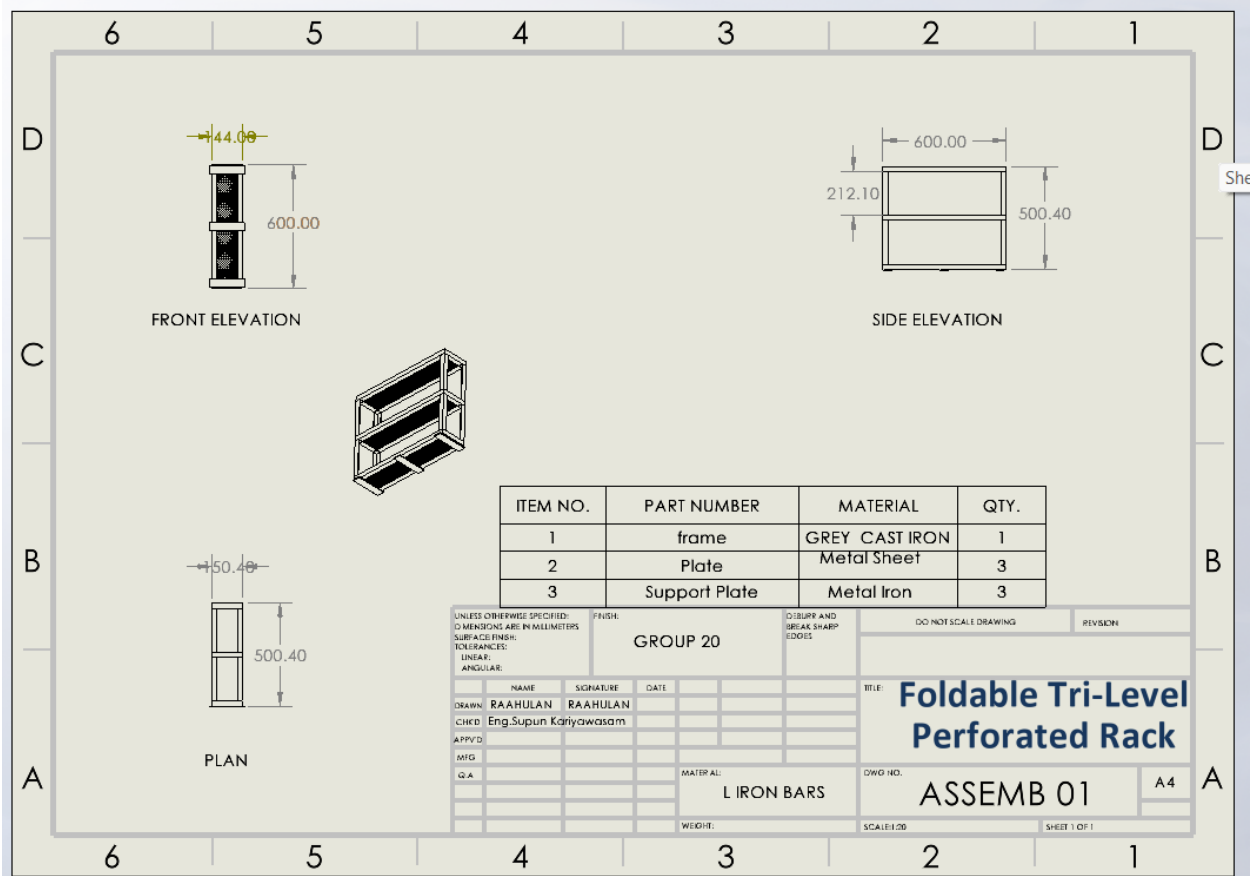 6 5 4 3 2 1
D D
She
144.08
600.00
FRONT ELEVATION
600.00
212.10
500.40
SIDE ELEVATION
C C
ITEM NO. PART NUMBER MATERIAL QTY.
1 frame GREY CAST IRON 1
2 Plate Metal Sheet 3
3 Support Plate Metal Iron 3
B B
150.48
500.40
PLAN
UNLESS OTHERWISE SPECIFIED:
DIMENSIONS ARE IN MILLIMETERS
SURFACE FINISH:
TOLERANCES:
LINEAR:
ANGULAR:
FINISH:
GROUP 20
DEBURR AND
BREAK SHARP
EDGES
DO NOT SCALE DRAWING REVISION
NAME SIGNATURE DATE
DRAWN RAAHULAN RAAHULAN
CHK'D Eng.Supun Kariyawasam
APPV'D
MFG
Q.A
TITLE:
Foldable Tri-Level
Perforated Rack
MATERIAL:
L IRON BARS
WEIGHT:
DWG NO.
ASSEMB 01
A4
SCALE:1:20 SHEET 1 OF 1
A A
6 5 4 3 2 1